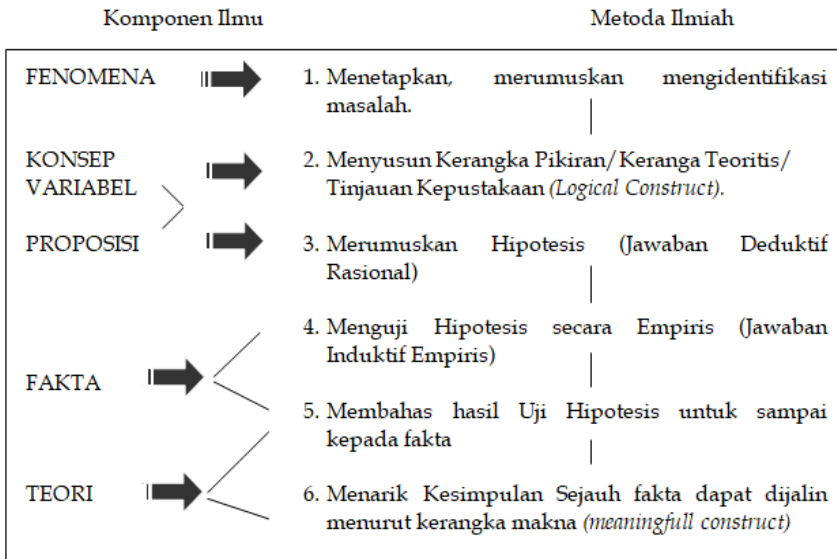 Komponen Ilmu Metoda Ilmiah
FENOMENA 1. Menetapkan, merumuskan mengidentifikasi
masalah.
KONSEP 2. Menyusun Kerangka Pikiran/ Keranga Teoritis/
VARIABEL Tinjauan Kepustakaan (Logical Construct).
PROPOSISI 3. Merumuskan Hipotesis (Jawaban Deduktif
Rasional)
4. Menguji Hipotesis secara Empiris (Jawaban
Induktif Empiris)
FAKTA
5. Membahas hasil Uji Hipotesis untuk sampai
kepada fakta
TEORI 6. Menarik Kesimpulan Sejauh fakta dapat dijalin
menurut kerangka makna (meaningfull construct)